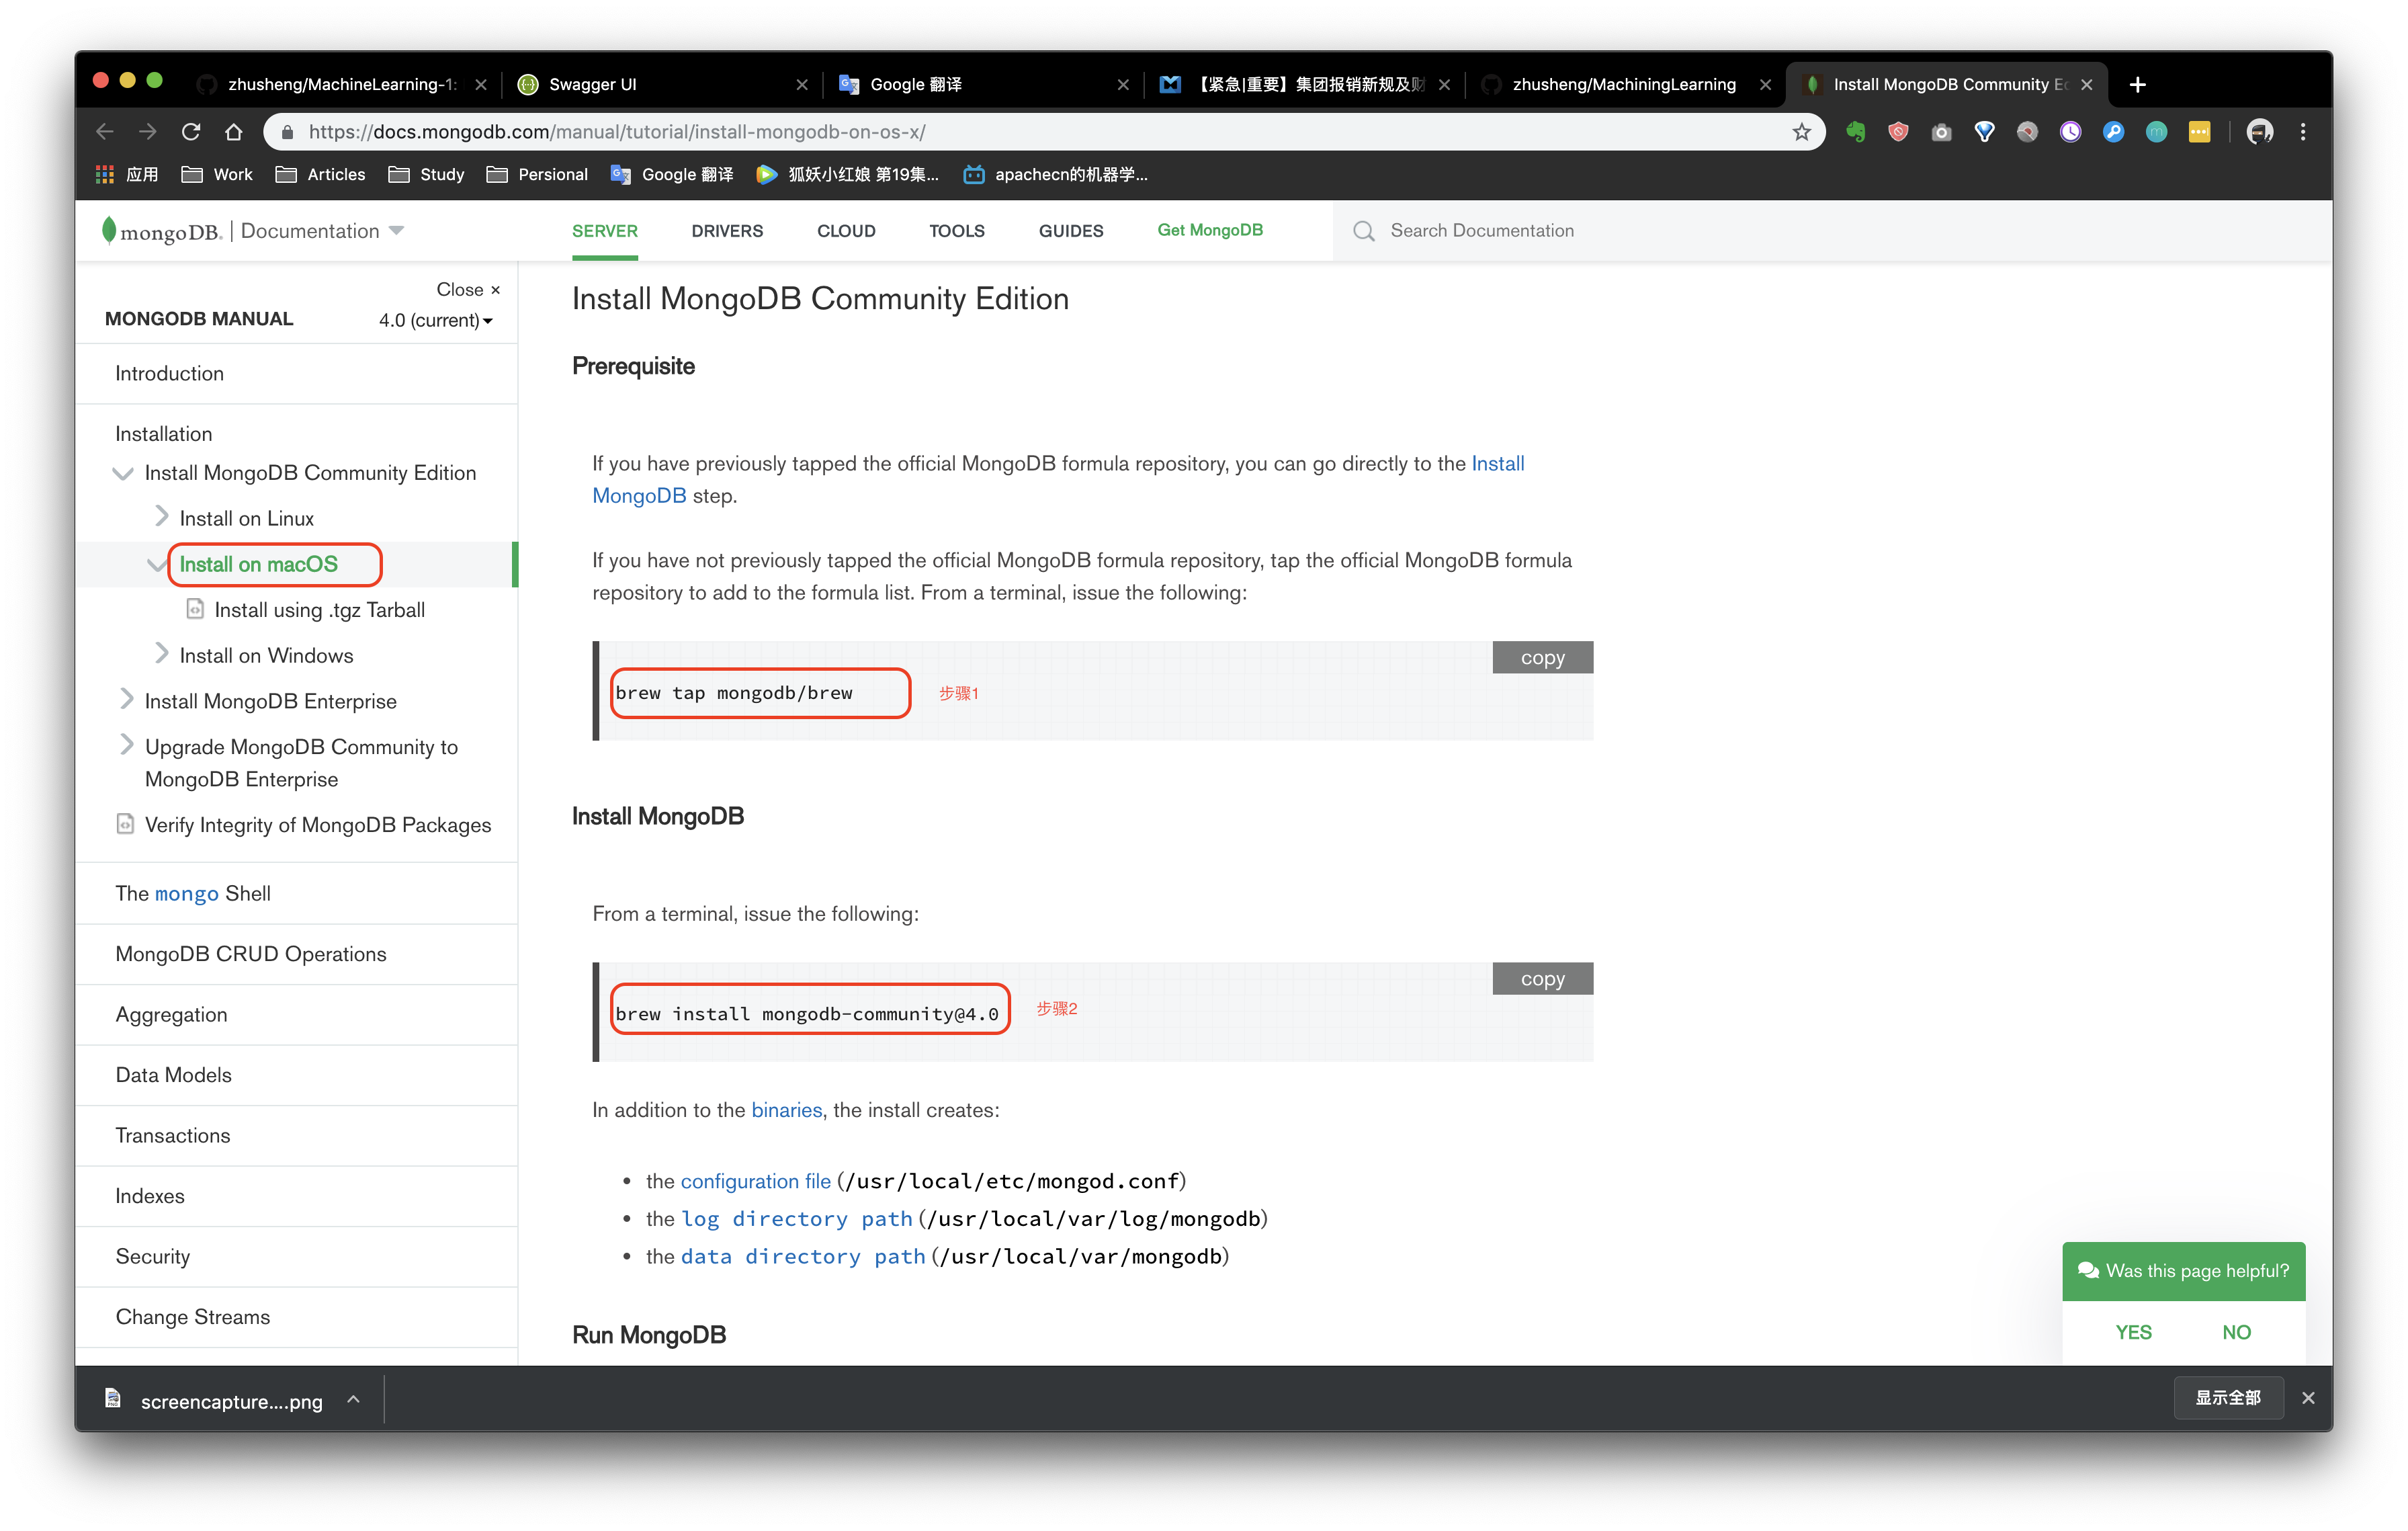 zhusheng/MachineLearning-1:
Swagger UI
Google 翻译
【紧急|重要】集团报销新规及财
zhusheng/MachiningLearning
Install MongoDB Community Ed
https://docs.mongodb.com/manual/tutorial/install-mongodb-on-os-x/
应用
Work
Articles
Study
Persional
Google 翻译
狐妖小红娘 第19集...
apachecn的机器学...
mongoDB. | Documentation
SERVER
DRIVERS
CLOUD
TOOLS
GUIDES
Get MongoDB
Search Documentation
Close ×
MONGODB MANUAL
4.0 (current)
Introduction
Installation
Install MongoDB Community Edition
Install on Linux
Install on macOS
Install using .tgz Tarball
Install on Windows
Install MongoDB Enterprise
Upgrade MongoDB Community to
MongoDB Enterprise
Verify Integrity of MongoDB Packages
The mongo Shell
MongoDB CRUD Operations
Aggregation
Data Models
Transactions
Indexes
Security
Change Streams
Install MongoDB Community Edition
Prerequisite
If you have previously tapped the official MongoDB formula repository, you can go directly to the Install
MongoDB step.
If you have not previously tapped the official MongoDB formula repository, tap the official MongoDB formula
repository to add to the formula list. From a terminal, issue the following:
copy
brew tap mongodb/brew
步骤1
Install MongoDB
From a terminal, issue the following:
copy
brew install mongodb-community@4.0
步骤2
In addition to the binaries, the install creates:
• the configuration file (/usr/local/etc/mongod.conf)
• the log directory path (/usr/local/var/log/mongodb)
• the data directory path (/usr/local/var/mongodb)
Run MongoDB
Was this page helpful?
YES
NO
screencapture....png
显示全部